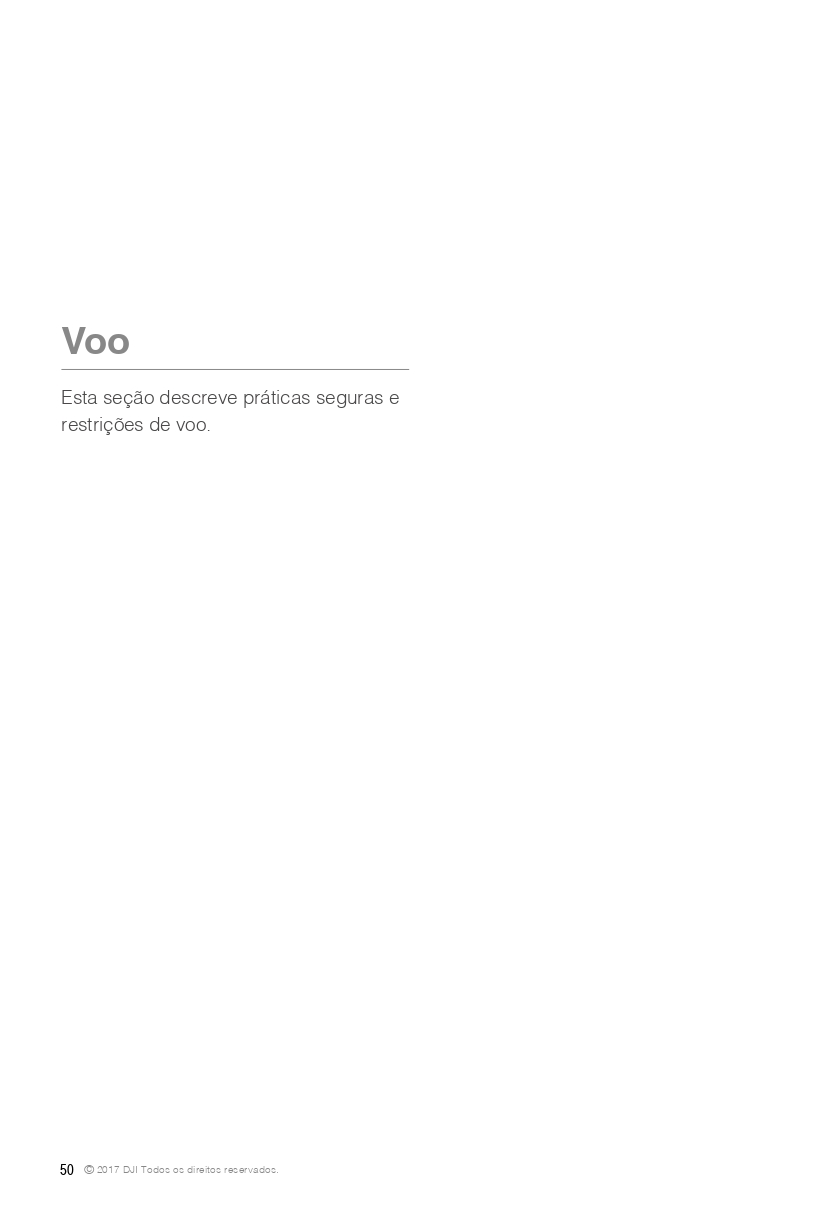 Voo
Esta seção descreve práticas seguras e
restrições de voo.
50 © 2017 DJI Todos os direitos reservados.